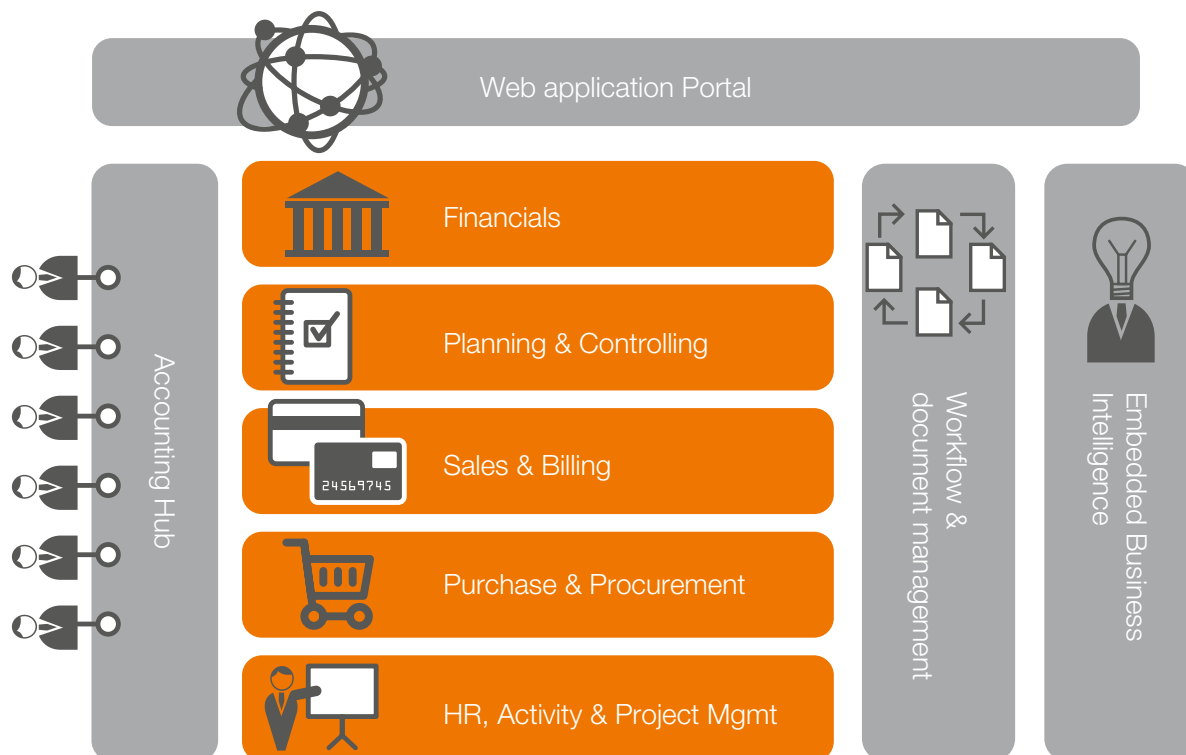 Web application Portal
Accounting Hub
Financials
Planning & Controlling
Sales & Billing
24569745
Purchase & Procurement
HR, Activity & Project Mgmt
Workflow &
document management
Embedded Business
Intelligence